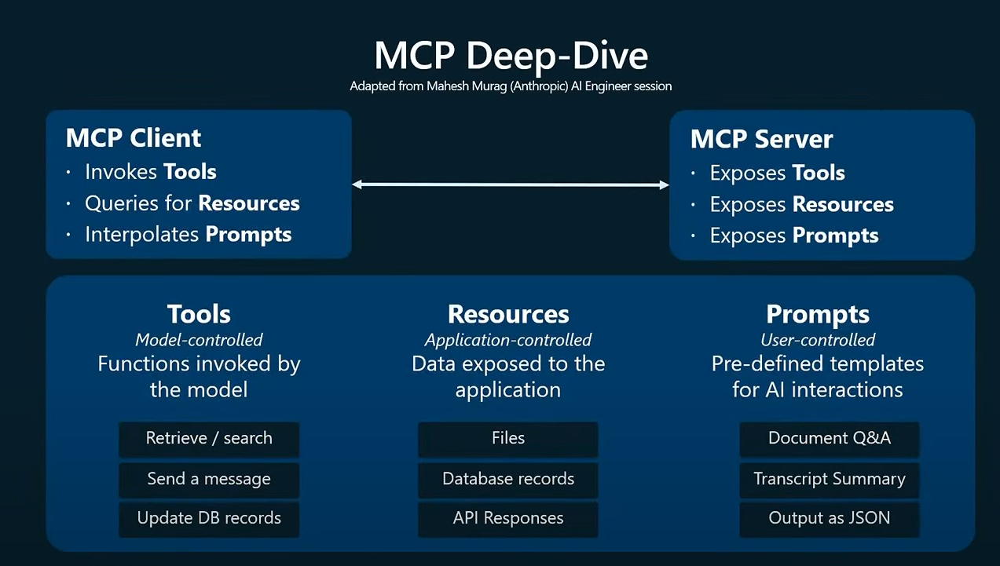 MCP Deep-Dive
Adapted from Mahesh Murag (Anthropic) AI Engineer session
MCP Client
· Invokes Tools
· Queries for Resources
· Interpolates Prompts
MCP Server
· Exposes Tools
· Exposes Resources
· Exposes Prompts
Tools
Model-controlled
Functions invoked by
the model
Retrieve / search
Send a message
Update DB records
Resources
Application-controlled
Data exposed to the
application
Files
Database records
API Responses
Prompts
User-controlled
Pre-defined templates
for AI interactions
Document Q&A
Transcript Summary
Output as JSON